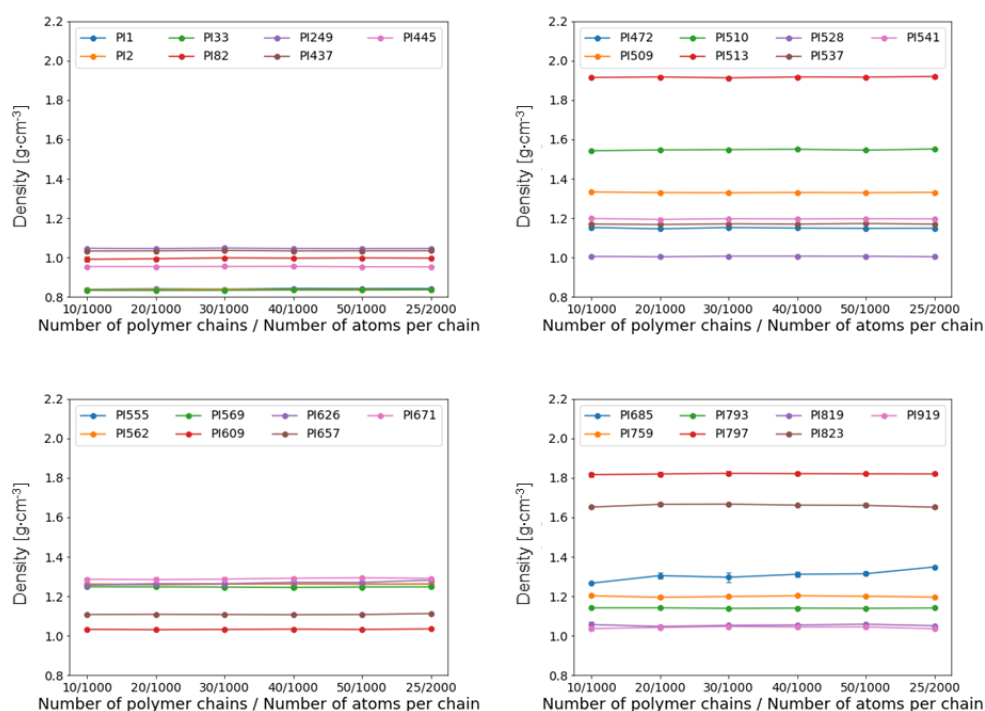 2.2
2.0
1.8
1.6
1.4
1.2
1.0
0.8
Density [g·cm⁻³]
PI1 PI33 PI249 PI445
PI2 PI82 PI437
10/1000 20/1000 30/1000 40/1000 50/1000 25/2000
Number of polymer chains / Number of atoms per chain
2.2
2.0
1.8
1.6
1.4
1.2
1.0
0.8
Density [g·cm⁻³]
PI472 PI510 PI528 PI541
PI509 PI513 PI537
10/1000 20/1000 30/1000 40/1000 50/1000 25/2000
Number of polymer chains / Number of atoms per chain
2.2
2.0
1.8
1.6
1.4
1.2
1.0
0.8
Density [g·cm⁻³]
PI555 PI569 PI626 PI671
PI562 PI609 PI657
10/1000 20/1000 30/1000 40/1000 50/1000 25/2000
Number of polymer chains / Number of atoms per chain
2.2
2.0
1.8
1.6
1.4
1.2
1.0
0.8
Density [g·cm⁻³]
PI685 PI793 PI819 PI919
PI759 PI797 PI823
10/1000 20/1000 30/1000 40/1000 50/1000 25/2000
Number of polymer chains / Number of atoms per chain